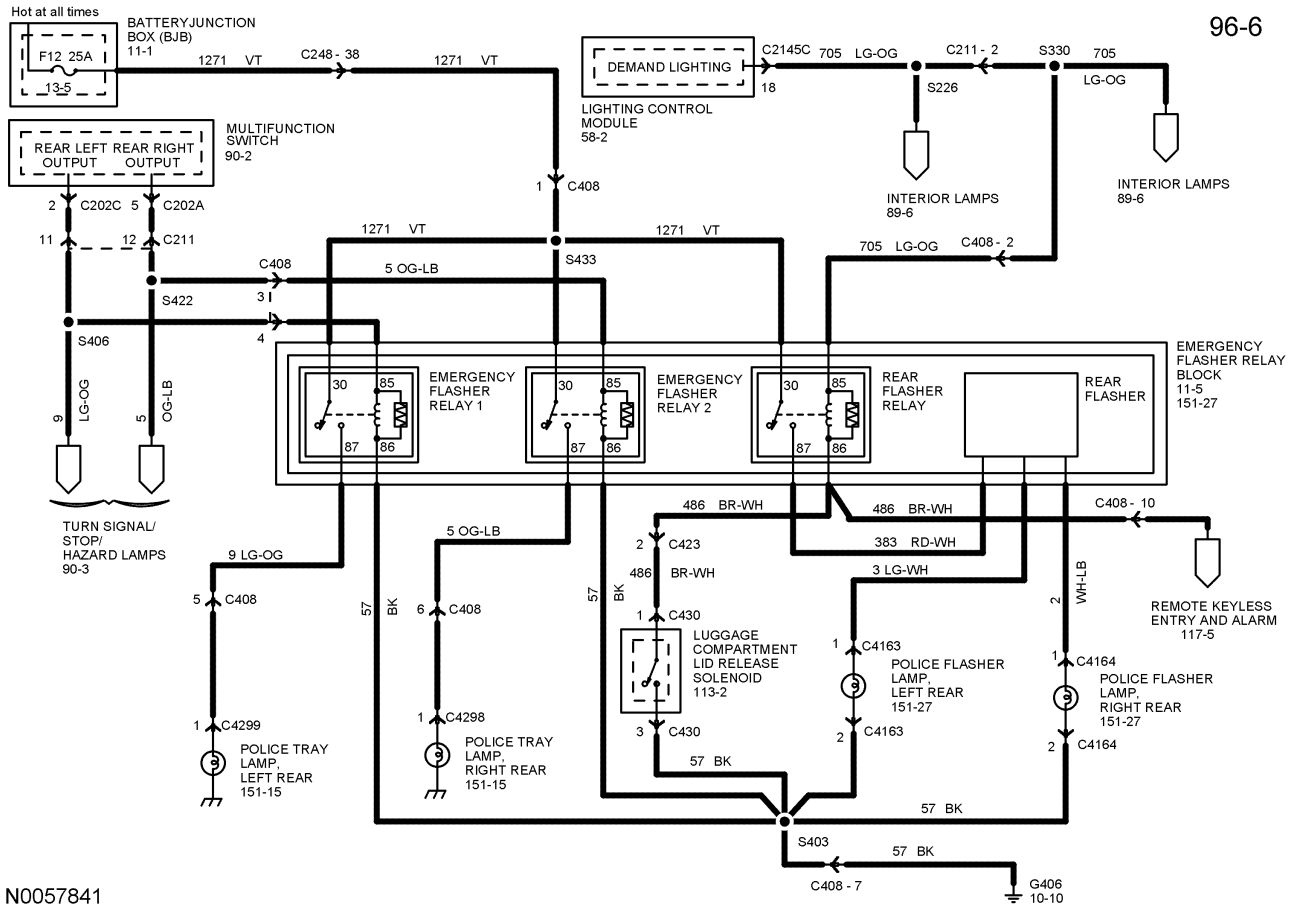 Hot at all times
BATTERYJUNCTION
BOX (BJB)
11-1
96-6
F12 25A
13-5
1271 VT
C248 - 38
1271 VT
DEMAND LIGHTING
C2145C
18
705 LG-OG
C211 - 2
S330
705
LG-OG
S226
LIGHTING CONTROL
MODULE
58-2
MULTIFUNCTION
SWITCH
90-2
REAR LEFT
OUTPUT
REAR RIGHT
OUTPUT
2 C202C
5 C202A
11
12 C211
1 C408
INTERIOR LAMPS
89-6
INTERIOR LAMPS
89-6
1271 VT
1271 VT
S433
705 LG-OG
C408 - 2
C408
3
4
5 OG-LB
S422
S406
9
LG-OG
5
OG-LB
TURN SIGNAL/
STOP/
HAZARD LAMPS
90-3
30
85
87
86
EMERGENCY
FLASHER
RELAY 1
30
85
87
86
EMERGENCY
FLASHER
RELAY 2
30
85
87
86
REAR
FLASHER
RELAY
REAR
FLASHER
EMERGENCY
FLASHER RELAY
BLOCK
11-5
151-27
9 LG-OG
5 C408
1 C4299
POLICE TRAY
LAMP,
LEFT REAR
151-15
57
BK
5 OG-LB
6 C408
1 C4298
POLICE TRAY
LAMP,
RIGHT REAR
151-15
57
BK
486 BR-WH
2 C423
486 BR-WH
1 C430
LUGGAGE
COMPARTMENT
LID RELEASE
SOLENOID
113-2
3 C430
57 BK
486 BR-WH
C408 - 10
383 RD-WH
3 LG-WH
2
WH-LB
REMOTE KEYLESS
ENTRY AND ALARM
117-5
1 C4163
POLICE FLASHER
LAMP,
LEFT REAR
151-27
2 C4163
1 C4164
POLICE FLASHER
LAMP,
RIGHT REAR
151-27
2 C4164
57 BK
S403
57 BK
C408 - 7
G406
10-10
N0057841